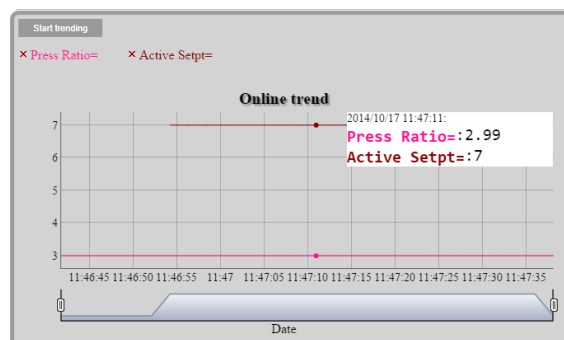 Start trending
× Press Ratio= × Active Setpt=
Online trend
2014/10/17 11:47:11:
Press Ratio=:2.99
Active Setpt=:7
7
6
5
4
3
11:46:45 11:46:50 11:46:55 11:47 11:47:05 11:47:10 11:47:15 11:47:20 11:47:25 11:47:30 11:47:35
Date